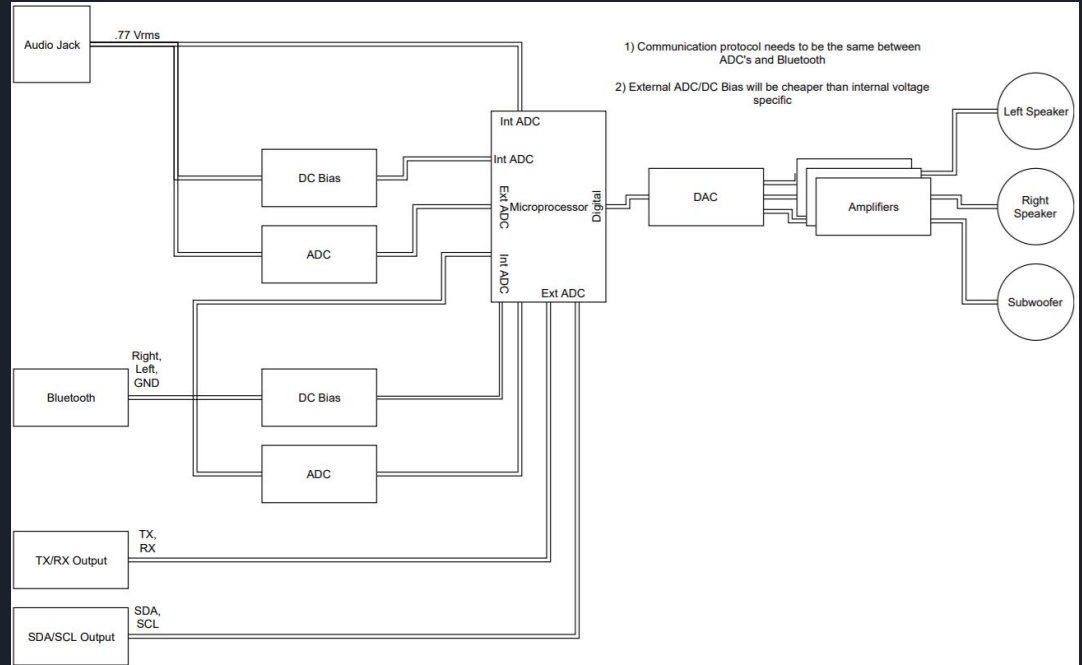 Audio Jack
.77 Vrms
1) Communication protocol needs to be the same between
ADC's and Bluetooth
2) External ADC/DC Bias will be cheaper than internal voltage
specific
Left Speaker
Int ADC
Int ADC
DC Bias
Ext ADC
Microprocessor
Digital
DAC
Amplifiers
Right
Speaker
ADC
Int ADC
Ext ADC
Subwoofer
Right,
Left,
GND
Bluetooth
DC Bias
ADC
TX,
RX
TX/RX Output
SDA,
SCL
SDA/SCL Output